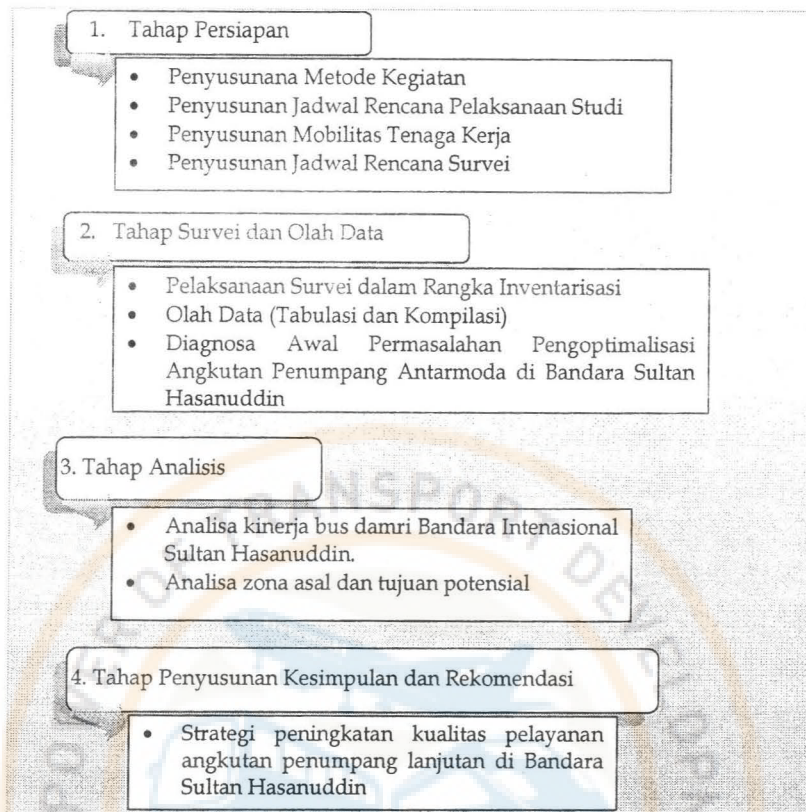 1. Tahap Persiapan
• Penyusunana Metode Kegiatan
• Penyusunan Jadwal Rencana Pelaksanaan Studi
• Penyusunan Mobilitas Tenaga Kerja
• Penyusunan Jadwal Rencana Survei
2. Tahap Survei dan Olah Data
• Pelaksanaan Survei dalam Rangka Inventarisasi
• Olah Data (Tabulasi dan Kompilasi)
• Diagnosa Awal Permasalahan Pengoptimalisasi
Angkutan Penumpang Antarmoda di Bandara Sultan
Hasanuddin
3. Tahap Analisis
• Analisa kinerja bus damri Bandara Intenasional
Sultan Hasanuddin.
• Analisa zona asal dan tujuan potensial
4. Tahap Penyusunan Kesimpulan dan Rekomendasi
• Strategi peningkatan kualitas pelayanan
angkutan penumpang lanjutan di Bandara
Sultan Hasanuddin
OF TRANSPORT